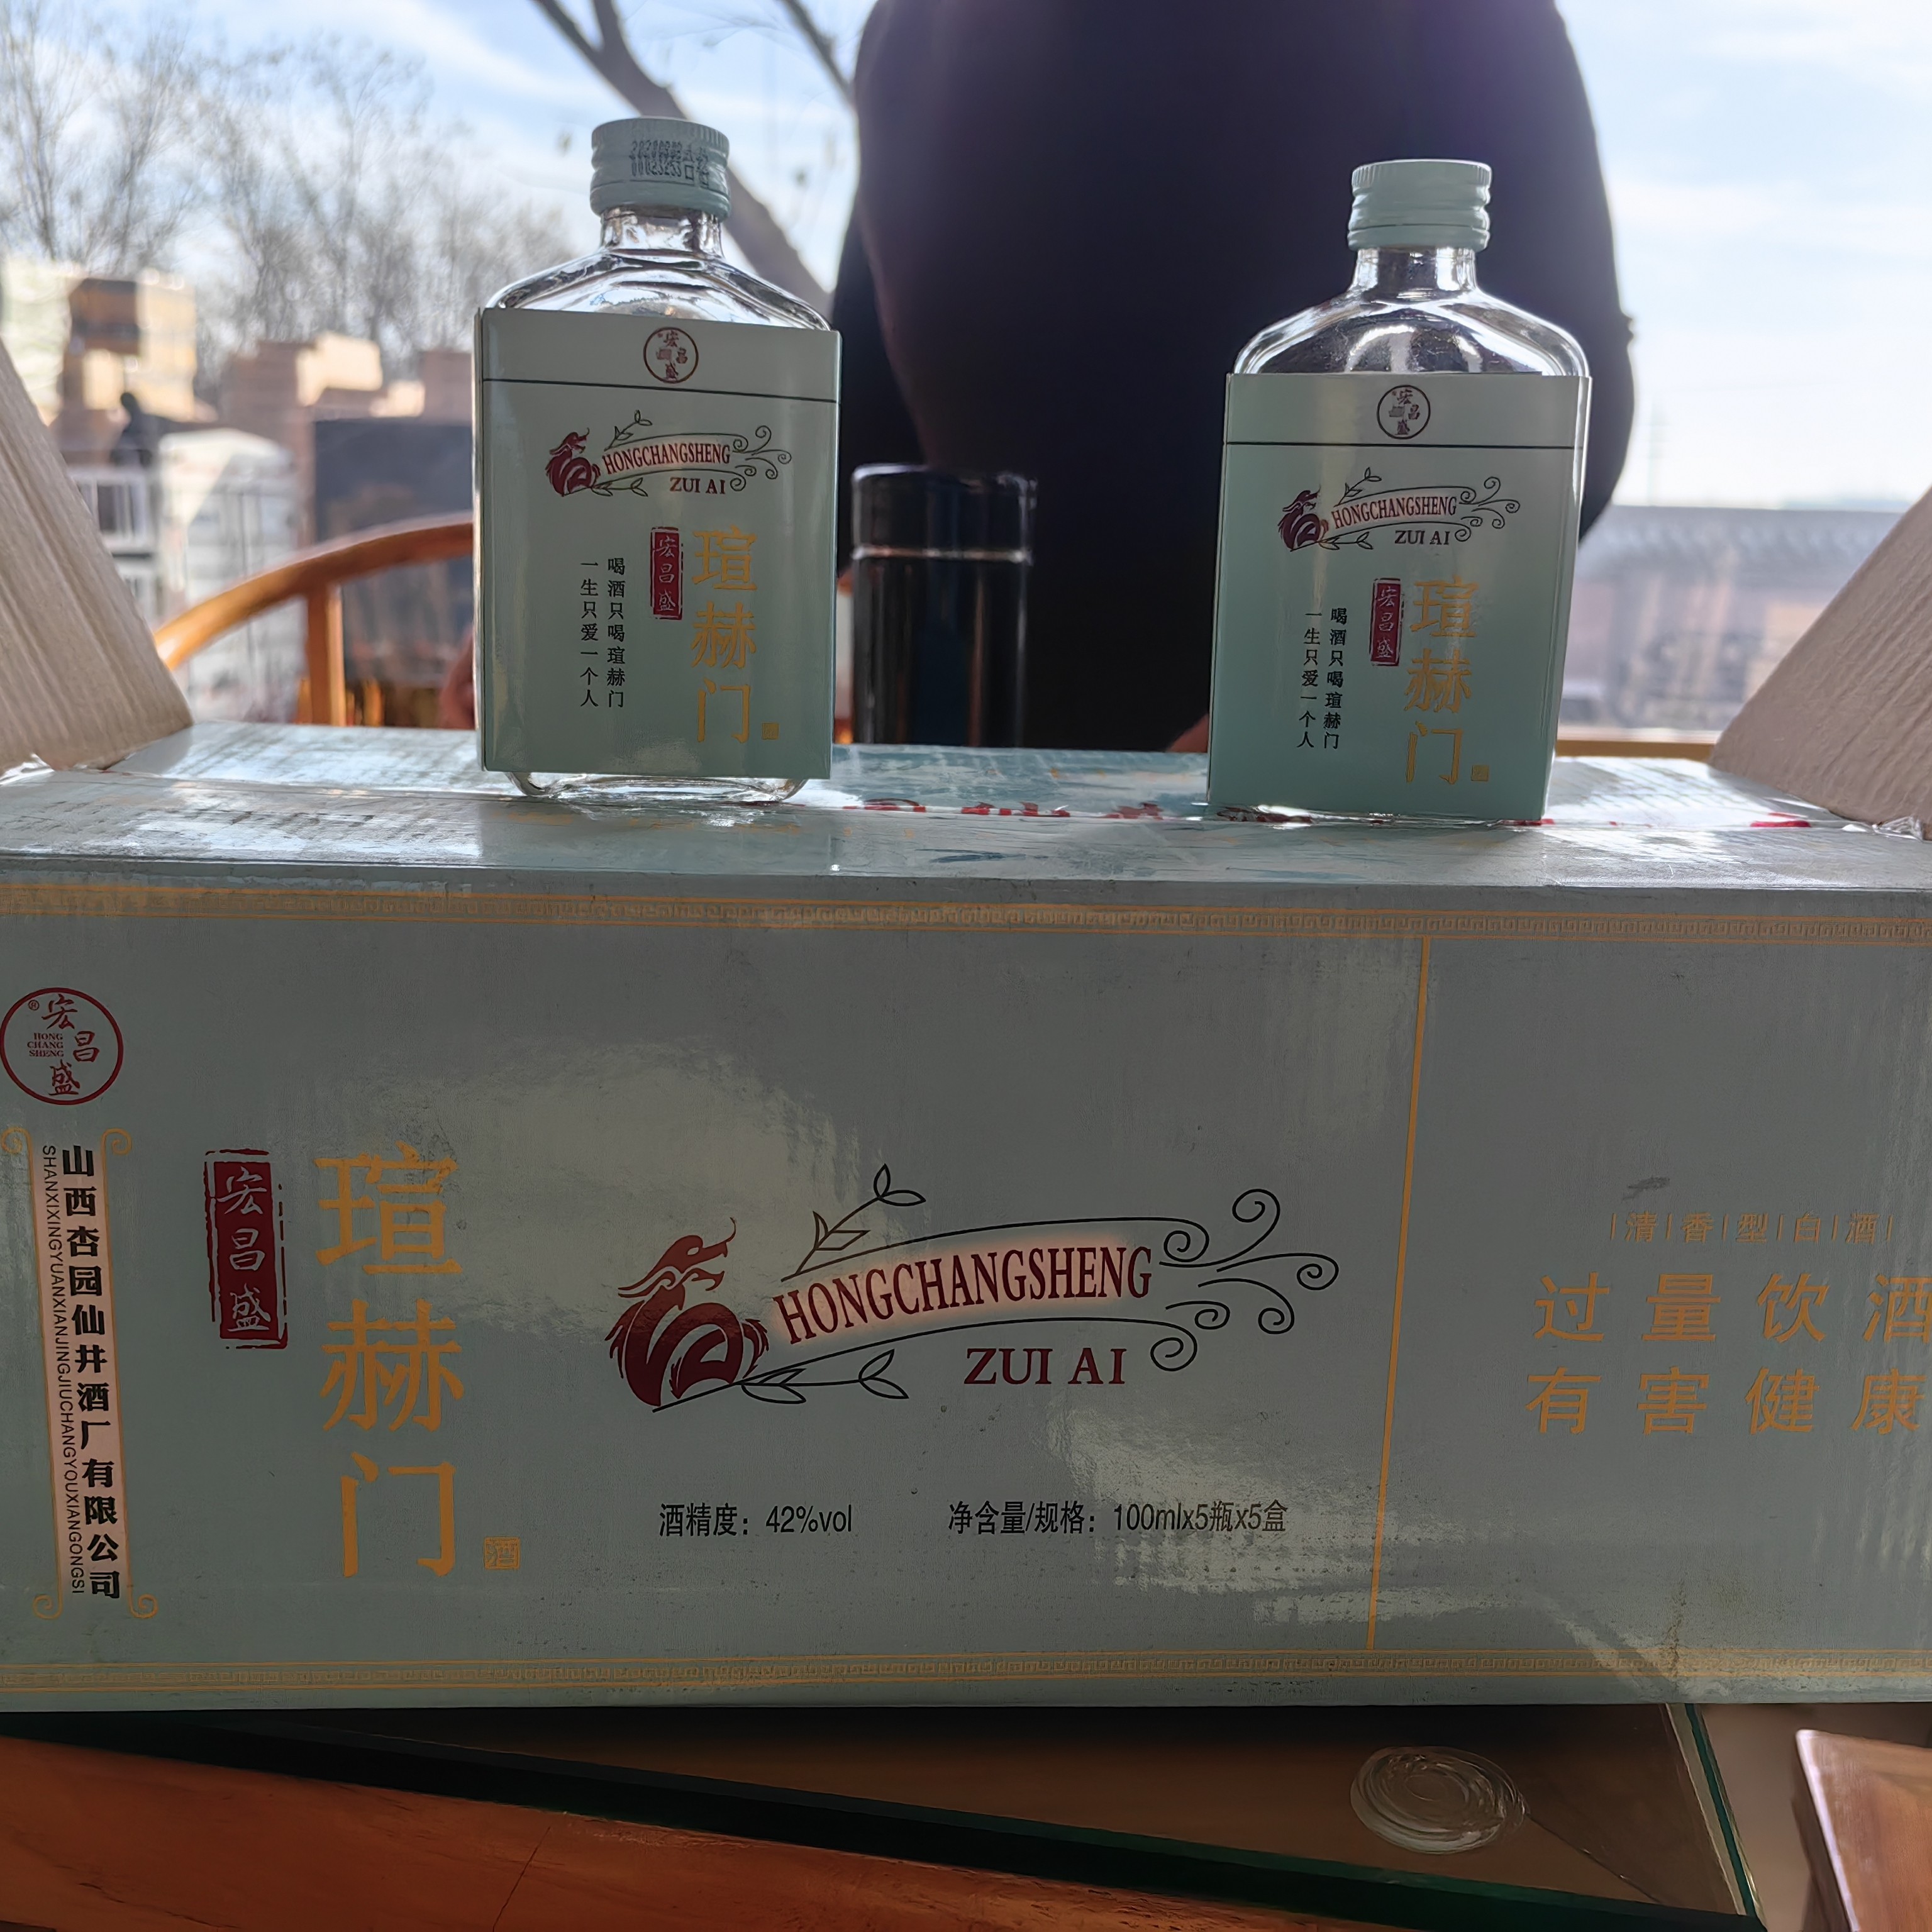 宏昌盛
HONGCHANGSHENG
ZUI AI
瑄赫门
宏昌盛
喝酒只喝瑄赫门
一生只爱一个人
宏昌盛
HONGCHANGSHENG
ZUI AI
瑄赫门
宏昌盛
喝酒只喝瑄赫门
一生只爱一个人
®宏昌盛
HONG
CHANG
SHENG
山西杏园仙井酒厂有限公司
SHANXIXINGYUANXIANJINGJIUCHANGYOUXIANGONGSI
宏昌盛
瑄赫门
酒
HONGCHANGSHENG
ZUI AI
酒精度：42%vol
净含量/规格：100mlx5瓶x5盒
清|香|型|白|酒
过量饮酒
有害健康